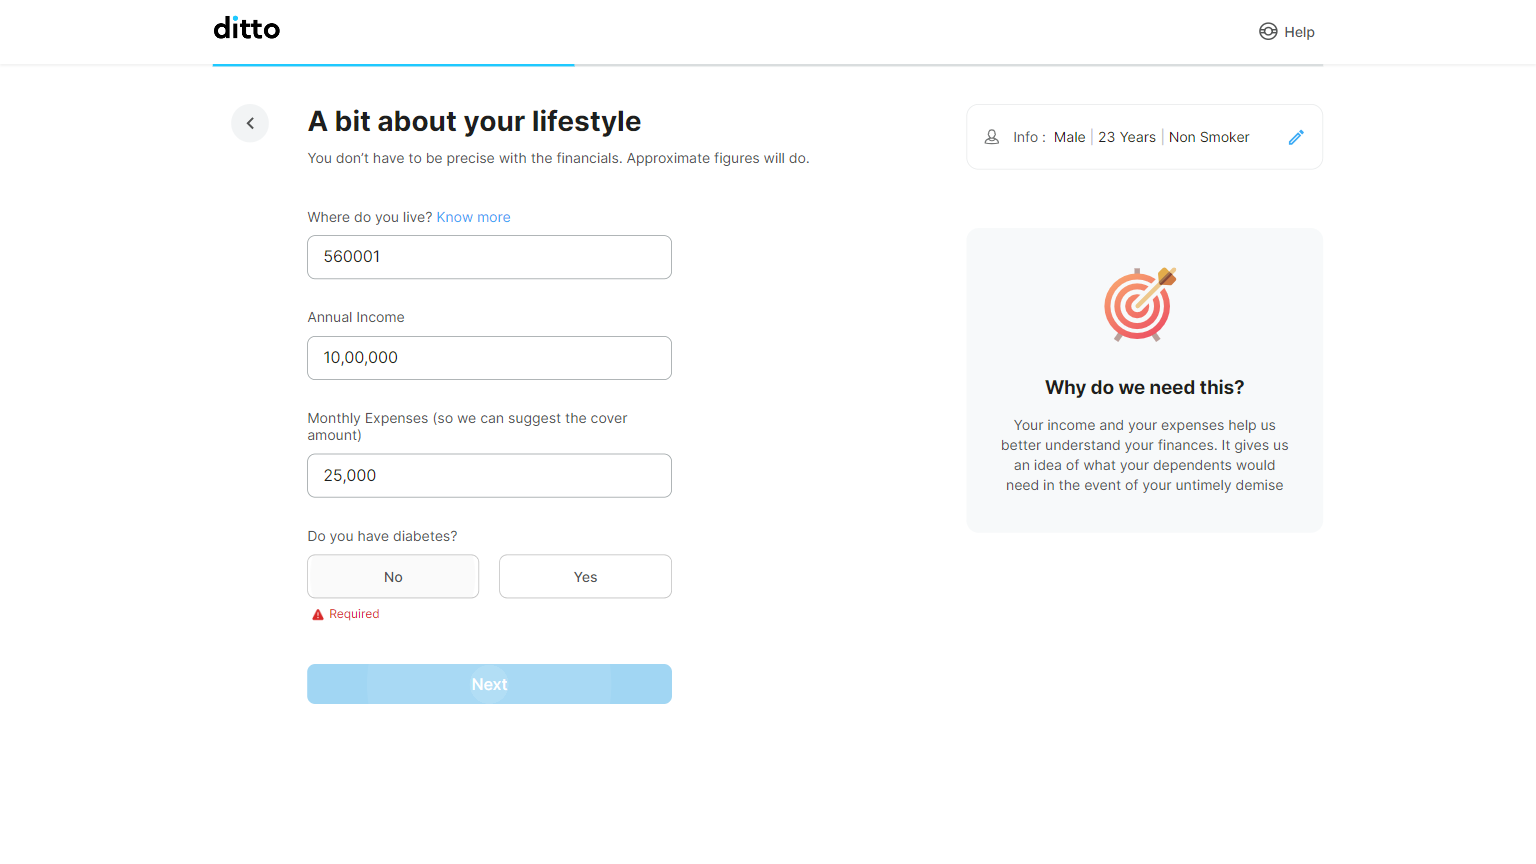 ditto
Help
A bit about your lifestyle
You don’t have to be precise with the financials. Approximate figures will do.
Info : Male | 23 Years | Non Smoker
Where do you live? Know more
560001
Annual Income
10,00,000
Monthly Expenses (so we can suggest the cover
amount)
25,000
Do you have diabetes?
No
Yes
Required
Next
Why do we need this?
Your income and your expenses help us
better understand your finances. It gives us
an idea of what your dependents would
need in the event of your untimely demise